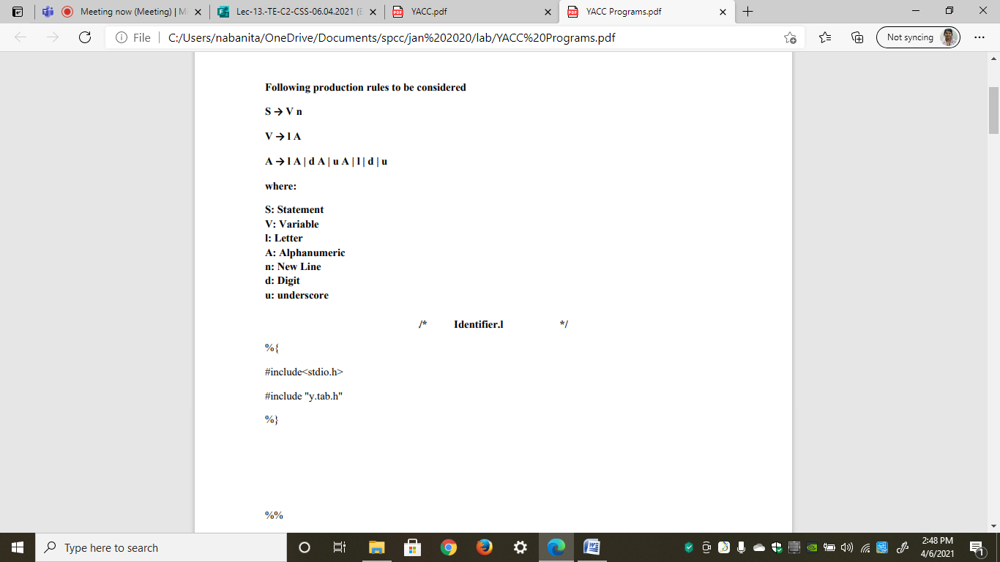 Meeting now (Meeting) | M
Lec-13.-TE-C2-CSS-06.04.2021 (E
YACC.pdf
YACC Programs.pdf
File
C:/Users/nabanita/OneDrive/Documents/spcc/jan%202020/lab/YACC%20Programs.pdf
Not syncing
Following production rules to be considered
S → V n
V → l A
A → l A | d A | u A | l | d | u
where:
S: Statement
V: Variable
l: Letter
A: Alphanumeric
n: New Line
d: Digit
u: underscore
/* Identifier.l */
%{
#include<stdio.h>
#include "y.tab.h"
%}
%%
Type here to search
2:48 PM
4/6/2021
1